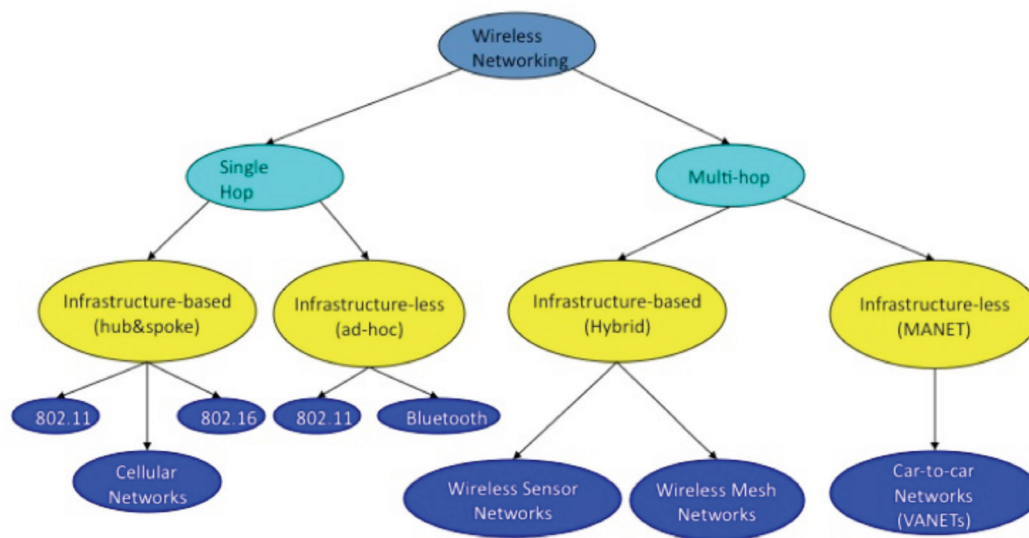 Wireless
Networking
Single
Hop
Multi-hop
Infrastructure-based
(hub&spoke)
Infrastructure-less
(ad-hoc)
Infrastructure-based
(Hybrid)
Infrastructure-less
(MANET)
802.11
802.16
802.11
Bluetooth
Cellular
Networks
Wireless Sensor
Networks
Wireless Mesh
Networks
Car-to-car
Networks
(VANETs)